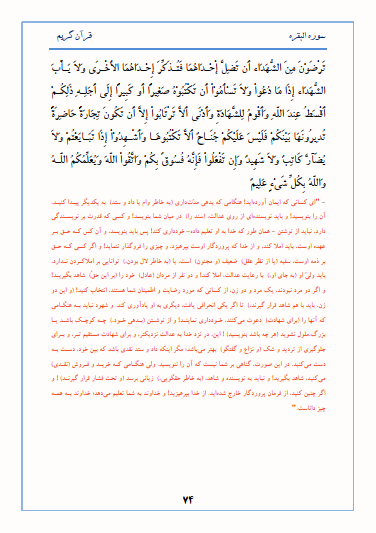 سوره البقره
قرآن کریم
تَرْضَوْنَ مِنَ الشُّهَدَاء أَن تَضِلَّ إْحْدَاهُمَا فَتُذَكِّرَ إِحْدَاهُمَا الأُخْرَى وَلاَ يَأْبَ
الشُّهَدَاء إِذَا مَا دُعُواْ وَلاَ تَسْأَمُوْاْ أَن تَكْتُبُوْهُ صَغِيرًا أَو كَبِيرًا إِلَى أَجَلِهِ ذَلِكُمْ
أَقْسَطُ عِندَ اللّهِ وَأَقْومُ لِلشَّهَادَةِ وَأَدْنَى أَلاَّ تَرْتَابُواْ إِلاَّ أَن تَكُونَ تِجَارَةً حَاضِرَةً
تُدِيرُونَهَا بَيْنَكُمْ فَلَيْسَ عَلَيْكُمْ جُنَاحٌ أَلاَّ تَكْتُبُوهَا وَأَشْهِدُوْاْ إِذَا تَبَايَعْتُمْ وَلاَ
يُضَآرَّ كَاتِبٌ وَلاَ شَهِيدٌ وَإِن تَفْعَلُواْ فَإِنَّهُ فُسُوقٌ بِكُمْ وَاتَّقُواْ اللّهَ وَيُعَلِّمُكُمُ اللّهُ
وَاللّهُ بِكُلِّ شَيْءٍ عَلِيمٌ
- "ای کسانی که ایمان آورده‌اید! هنگامی که بدهی مدّت‌داری (به خاطر وام یا داد و ستد) به یکدیگر پیدا کنید،
آن را بنویسید! و باید نویسنده‌ای از روی عدالت، (سند را) در میان شما بنویسد! و کسی که قدرت بر نویسندگی
دارد، نباید از نوشتن - همان طور که خدا به او تعلیم داده- خودداری کند! پس باید بنویسد، و آن کس که حق بر
عهده اوست، باید املا کند، و از خدا که پروردگار اوست بپرهیزد، و چیزی را فروگذار ننماید! و اگر کسی که حق
بر ذمه اوست، سفیه (یا از نظر عقل) ضعیف (و مجنون) است، یا (به خاطر لال بودن،) توانایی بر املاکردن ندارد،
باید ولیّ او (به جای او،) با رعایت عدالت، املا کند! و دو نفر از مردان (عادل) خود را (بر این حقّ) شاهد بگیرید!
و اگر دو مرد نبودند، یک مرد و دو زن، از کسانی که مورد رضایت و اطمینان شما هستند، انتخاب کنید! (و این دو
زن، باید با هم شاهد قرار گیرند،) تا اگر یکی انحرافی یافت، دیگری به او یادآوری کند. و شهود نباید به هنگامی
که آنها را (برای شهادت) دعوت می‌کنند، خودداری نمایند! و از نوشتن (بدهی خود،) چه کوچک باشد یا
بزرگ، ملول نشوید (هر چه باشد بنویسید)! این، در نزد خدا به عدالت نزدیکتر، و برای شهادت مستقیم تر، و برای
جلوگیری از تردید و شک (و نزاع و گفتگو) بهتر می‌باشد؛ مگر اینکه داد و ستد نقدی باشد که بین خود، دست به
دست می‌کنید. در این صورت، گناهی بر شما نیست که آن را ننویسید. ولی هنگامی که خرید و فروش (نقدی)
می‌کنید، شاهد بگیرید! و نباید به نویسنده و شاهد، (به خاطر حقگویی،) زیانی برسد (و تحت فشار قرار گیرند)! و
اگر چنین کنید، از فرمان پروردگار خارج شده‌اید. از خدا بپرهیزید! و خداوند به شما تعلیم می‌دهد؛ خداوند به همه
چیز داناست."
۷۴